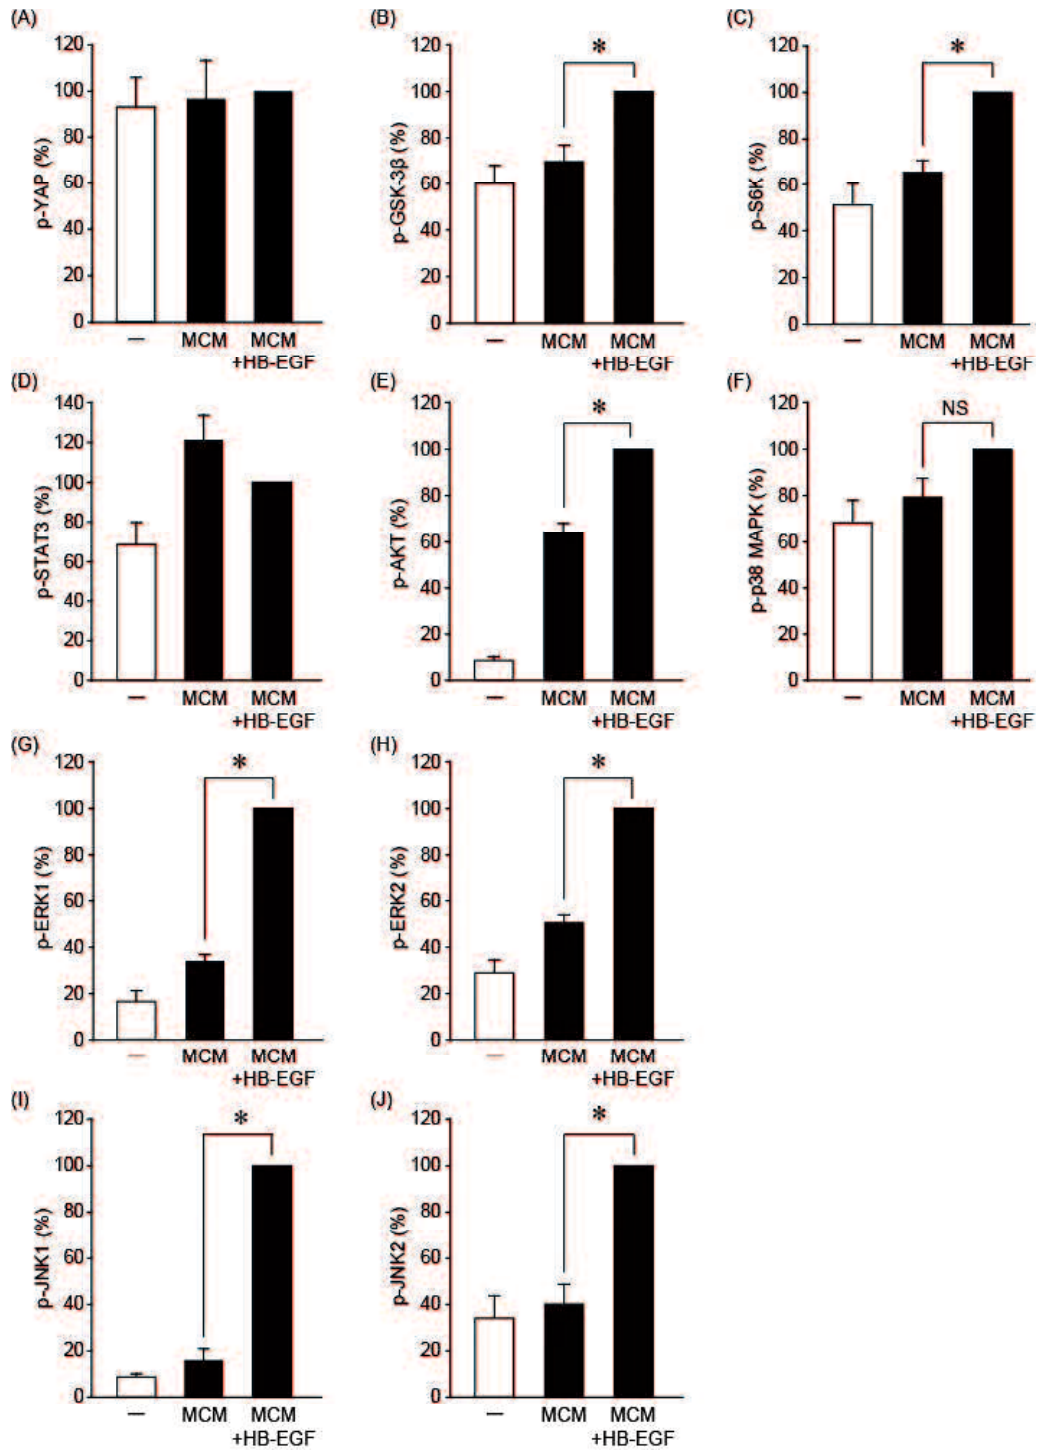 (A)
p-YAP (%)
120
100
80
60
40
20
0
— MCM MCM
+HB-EGF
(B)
p-GSK-3β (%)
120
100
80
60
40
20
0
*
— MCM MCM
+HB-EGF
(C)
p-S6K (%)
120
100
80
60
40
20
0
*
— MCM MCM
+HB-EGF
(D)
p-STAT3 (%)
140
120
100
80
60
40
20
0
— MCM MCM
+HB-EGF
(E)
p-AKT (%)
120
100
80
60
40
20
0
*
— MCM MCM
+HB-EGF
(F)
p-p38 MAPK (%)
120
100
80
60
40
20
0
NS
— MCM MCM
+HB-EGF
(G)
p-ERK1 (%)
120
100
80
60
40
20
0
*
— MCM MCM
+HB-EGF
(H)
p-ERK2 (%)
120
100
80
60
40
20
0
*
— MCM MCM
+HB-EGF
(I)
p-JNK1 (%)
120
100
80
60
40
20
0
*
— MCM MCM
+HB-EGF
(J)
p-JNK2 (%)
120
100
80
60
40
20
0
*
— MCM MCM
+HB-EGF